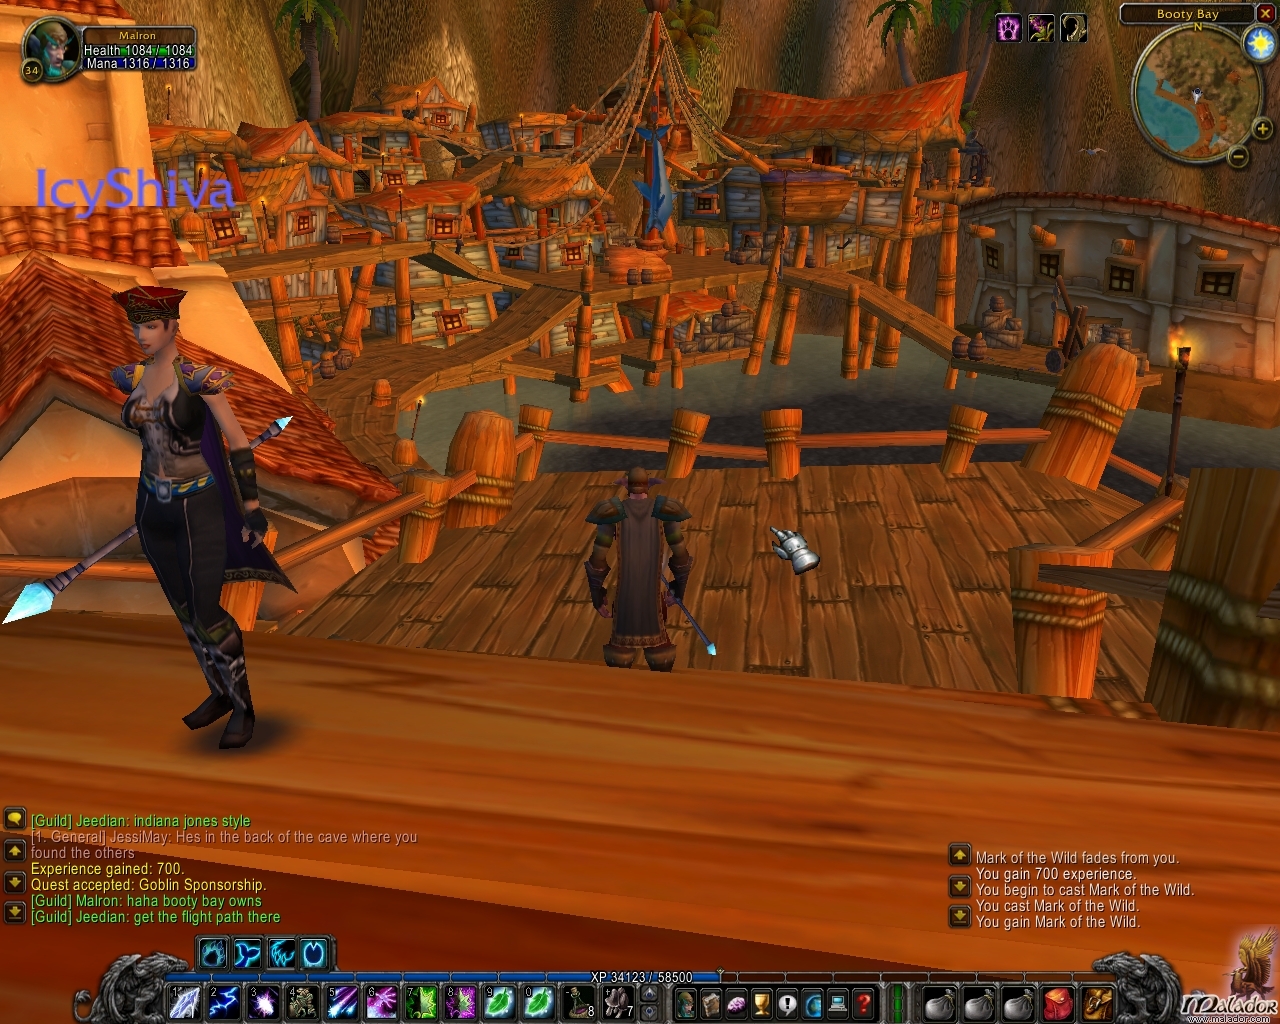 Malron
Health 1084 / 1084
Mana 1316 / 1316
34
Booty Bay
N
IcyShiva
[Guild] Jeedian: indiana jones style
[1. General] JessiMay: Hes in the back of the cave where you
found the others
Experience gained: 700.
Quest accepted: Goblin Sponsorship.
[Guild] Malron: haha booty bay owns
[Guild] Jeedian: get the flight path there
Mark of the Wild fades from you.
You gain 700 experience.
You begin to cast Mark of the Wild.
You cast Mark of the Wild.
You gain Mark of the Wild.
XP 34123 / 58500
1 2 3 4 5 6 7 8 9 0 - 8 + 7
malador
www.malador.com